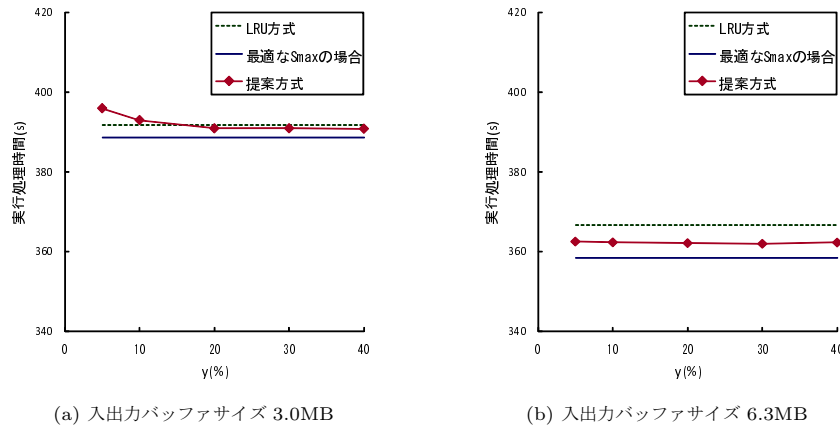 420
400
380
360
340
実行処理時間(s)
0
10
20
30
40
y(%)
LRU方式
最適なSmaxの場合
提案方式
(a) 入出力バッファサイズ 3.0MB
420
400
380
360
340
実行処理時間(s)
0
10
20
30
40
y(%)
LRU方式
最適なSmaxの場合
提案方式
(b) 入出力バッファサイズ 6.3MB